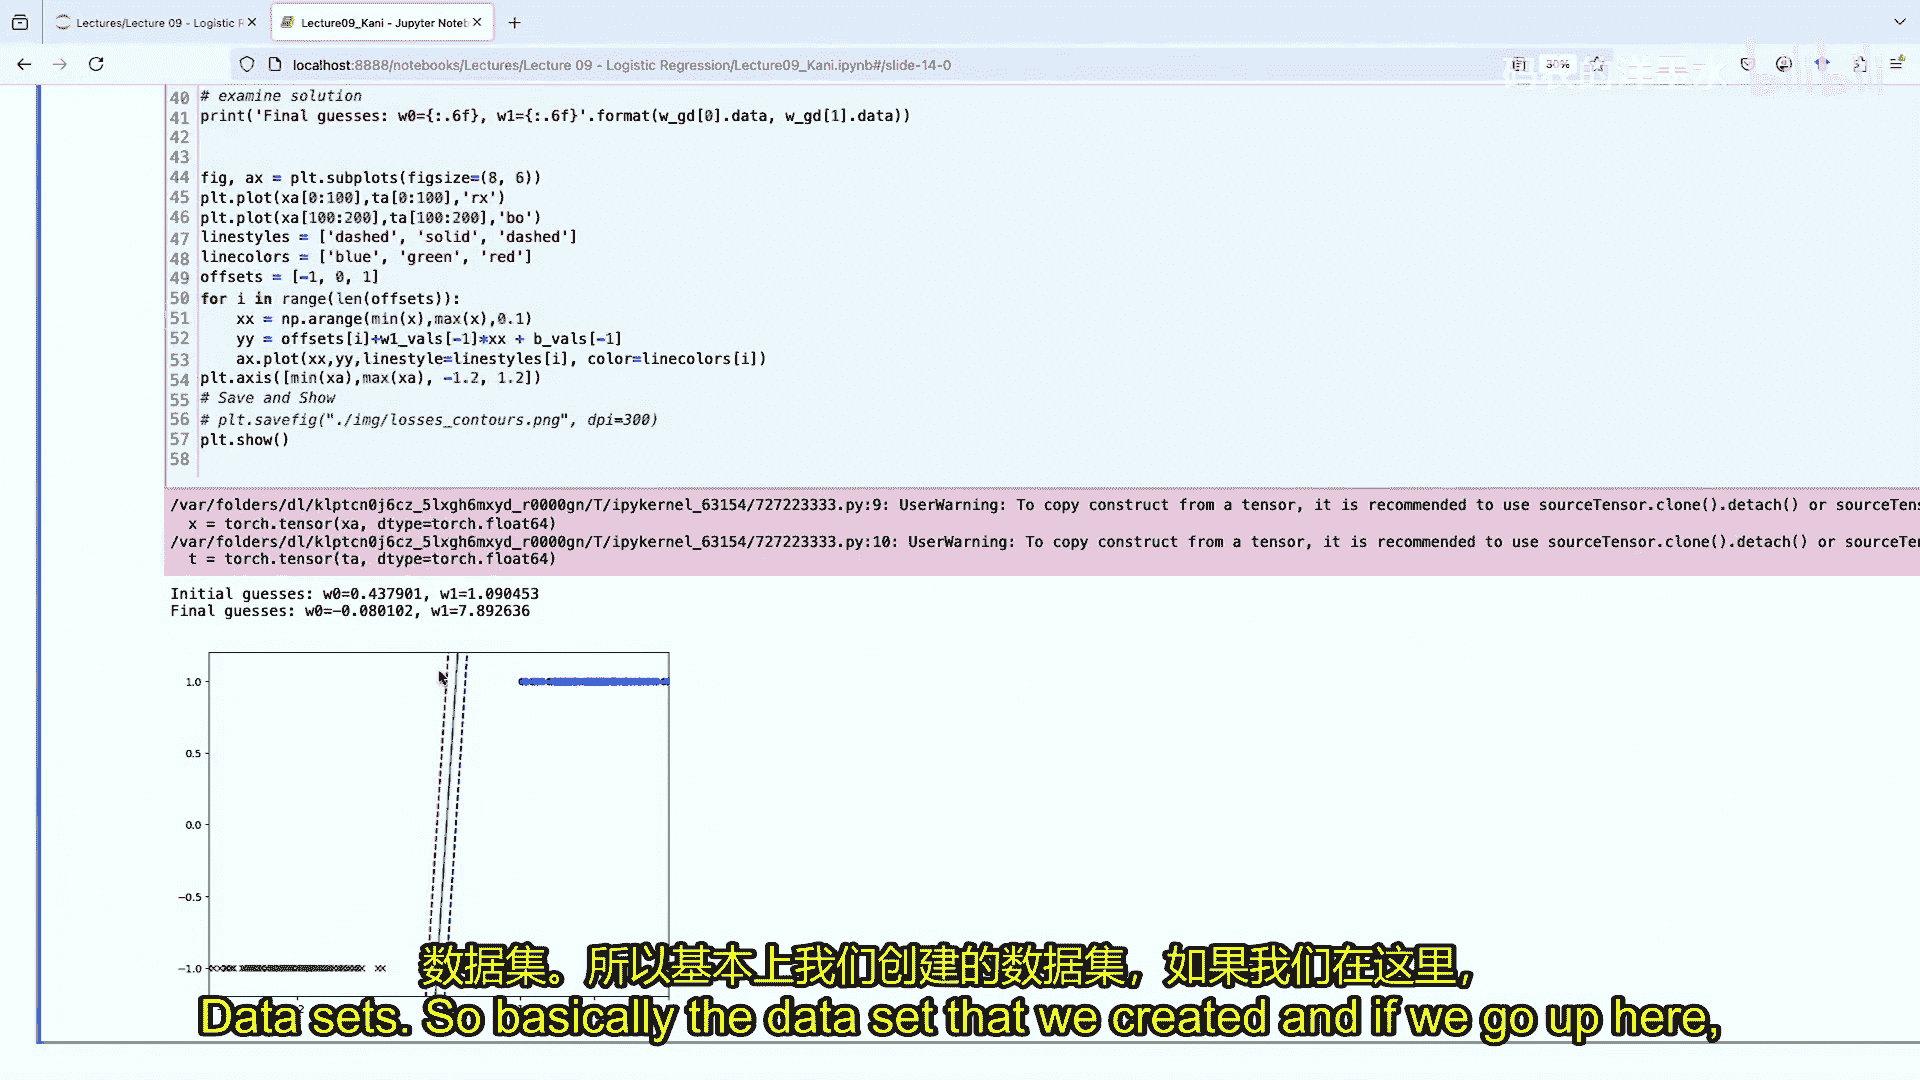 Lectures/Lecture 09 - Logistic R
Lecture09_Kani - Jupyter Noteb
localhost:8888/notebooks/Lectures/Lecture 09 - Logistic Regression/Lecture09_Kani.ipynb#/slide-14-0
30%
40 # examine solution
41 print('Final guesses: w0={:.6f}, w1={:.6f}'.format(w_gd[0].data, w_gd[1].data))
42
43
44 fig, ax = plt.subplots(figsize=(8, 6))
45 plt.plot(xa[0:100],ta[0:100],'rx')
46 plt.plot(xa[100:200],ta[100:200],'bo')
47 linestyles = ['dashed', 'solid', 'dashed']
48 linecolors = ['blue', 'green', 'red']
49 offsets = [-1, 0, 1]
50 for i in range(len(offsets)):
51     xx = np.arange(min(x),max(x),0.1)
52     yy = offsets[i]+w1_vals[-1]*xx + b_vals[-1]
53     ax.plot(xx,yy,linestyle=linestyles[i], color=linecolors[i])
54 plt.axis([min(xa),max(xa), -1.2, 1.2])
55 # Save and Show
56 # plt.savefig("./img/losses_contours.png", dpi=300)
57 plt.show()
58
/var/folders/dl/klptcn0j6cz_5lxgh6mxyd_r0000gn/T/ipykernel_63154/727223333.py:9: UserWarning: To copy construct from a tensor, it is recommended to use sourceTensor.clone().detach() or sourceTens
x = torch.tensor(xa, dtype=torch.float64)
/var/folders/dl/klptcn0j6cz_5lxgh6mxyd_r0000gn/T/ipykernel_63154/727223333.py:10: UserWarning: To copy construct from a tensor, it is recommended to use sourceTensor.clone().detach() or sourceTe
t = torch.tensor(ta, dtype=torch.float64)
Initial guesses: w0=0.437901, w1=1.090453
Final guesses: w0=-0.080102, w1=7.892636
1.0
0.5
0.0
-0.5
-1.0
数据集。所以基本上我们创建的数据集，如果我们在这里，
Data sets. So basically the data set that we created and if we go up here,